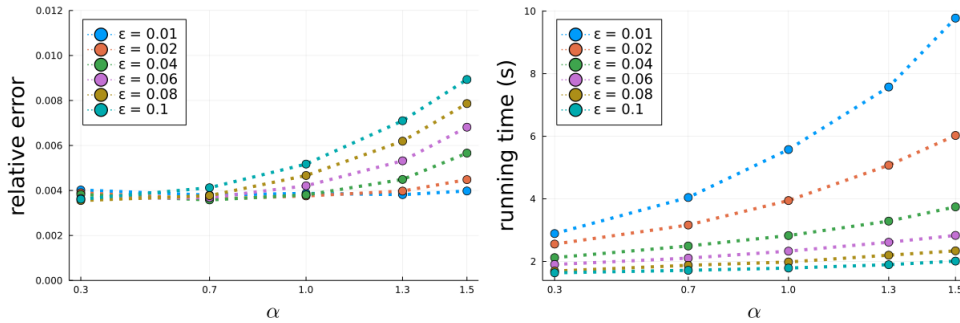 relative error
0.012
0.010
0.008
0.006
0.004
0.002
0.000
ε = 0.01
ε = 0.02
ε = 0.04
ε = 0.06
ε = 0.08
ε = 0.1
0.3 0.7 1.0 1.3 1.5
α
running time (s)
10
8
6
4
2
ε = 0.01
ε = 0.02
ε = 0.04
ε = 0.06
ε = 0.08
ε = 0.1
0.3 0.7 1.0 1.3 1.5
α